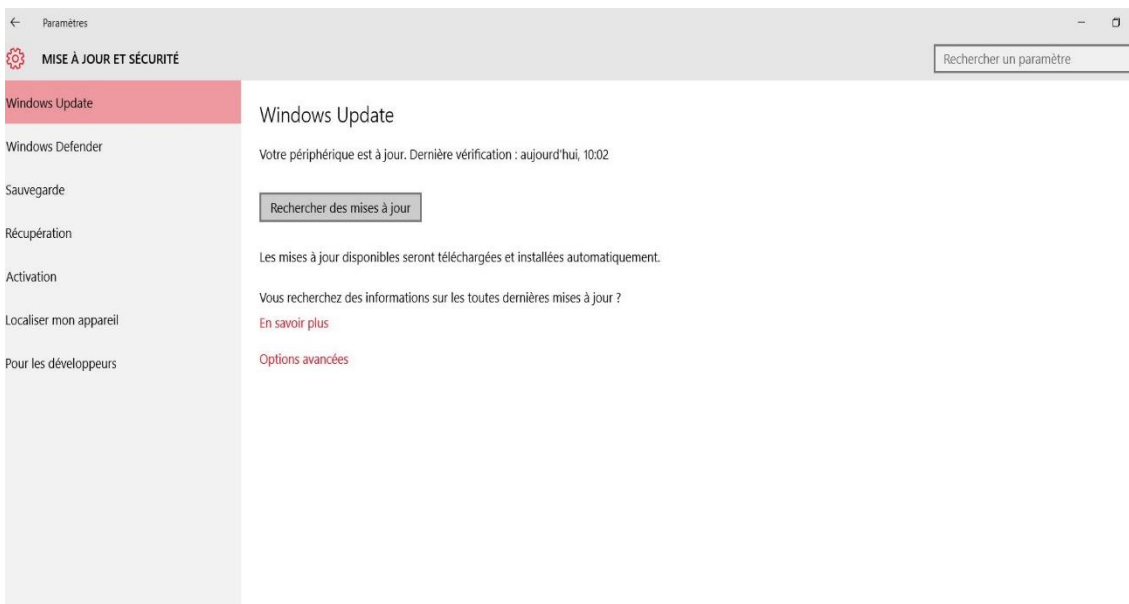 Paramètres
MISE À JOUR ET SÉCURITÉ
Rechercher un paramètre
Windows Update
Windows Defender
Sauvegarde
Récupération
Activation
Localiser mon appareil
Pour les développeurs
Windows Update
Votre périphérique est à jour. Dernière vérification : aujourd'hui, 10:02
Rechercher des mises à jour
Les mises à jour disponibles seront téléchargées et installées automatiquement.
Vous recherchez des informations sur les toutes dernières mises à jour ?
En savoir plus
Options avancées